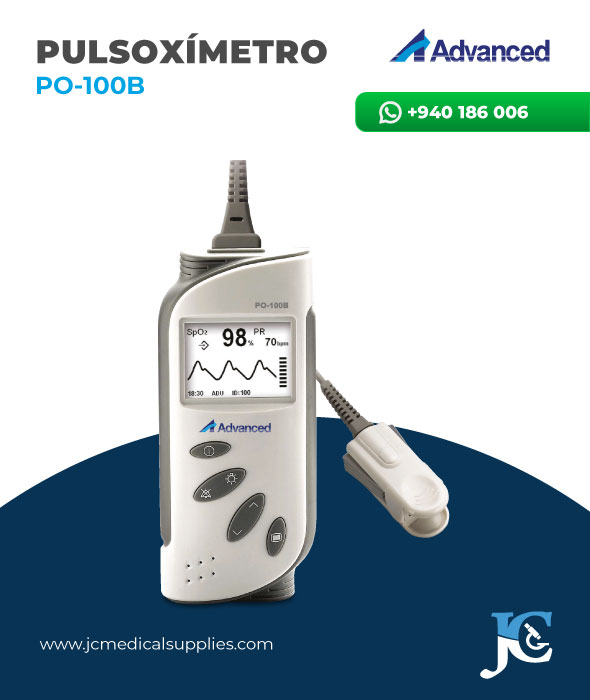 PULSOXÍMETRO
PO-100B
Advanced
+940 186 006
PO-100B
SpO₂ 98% PR 70bpm
18:30 ADU ID:100
Advanced
www.jcmedicalsupplies.com
JC